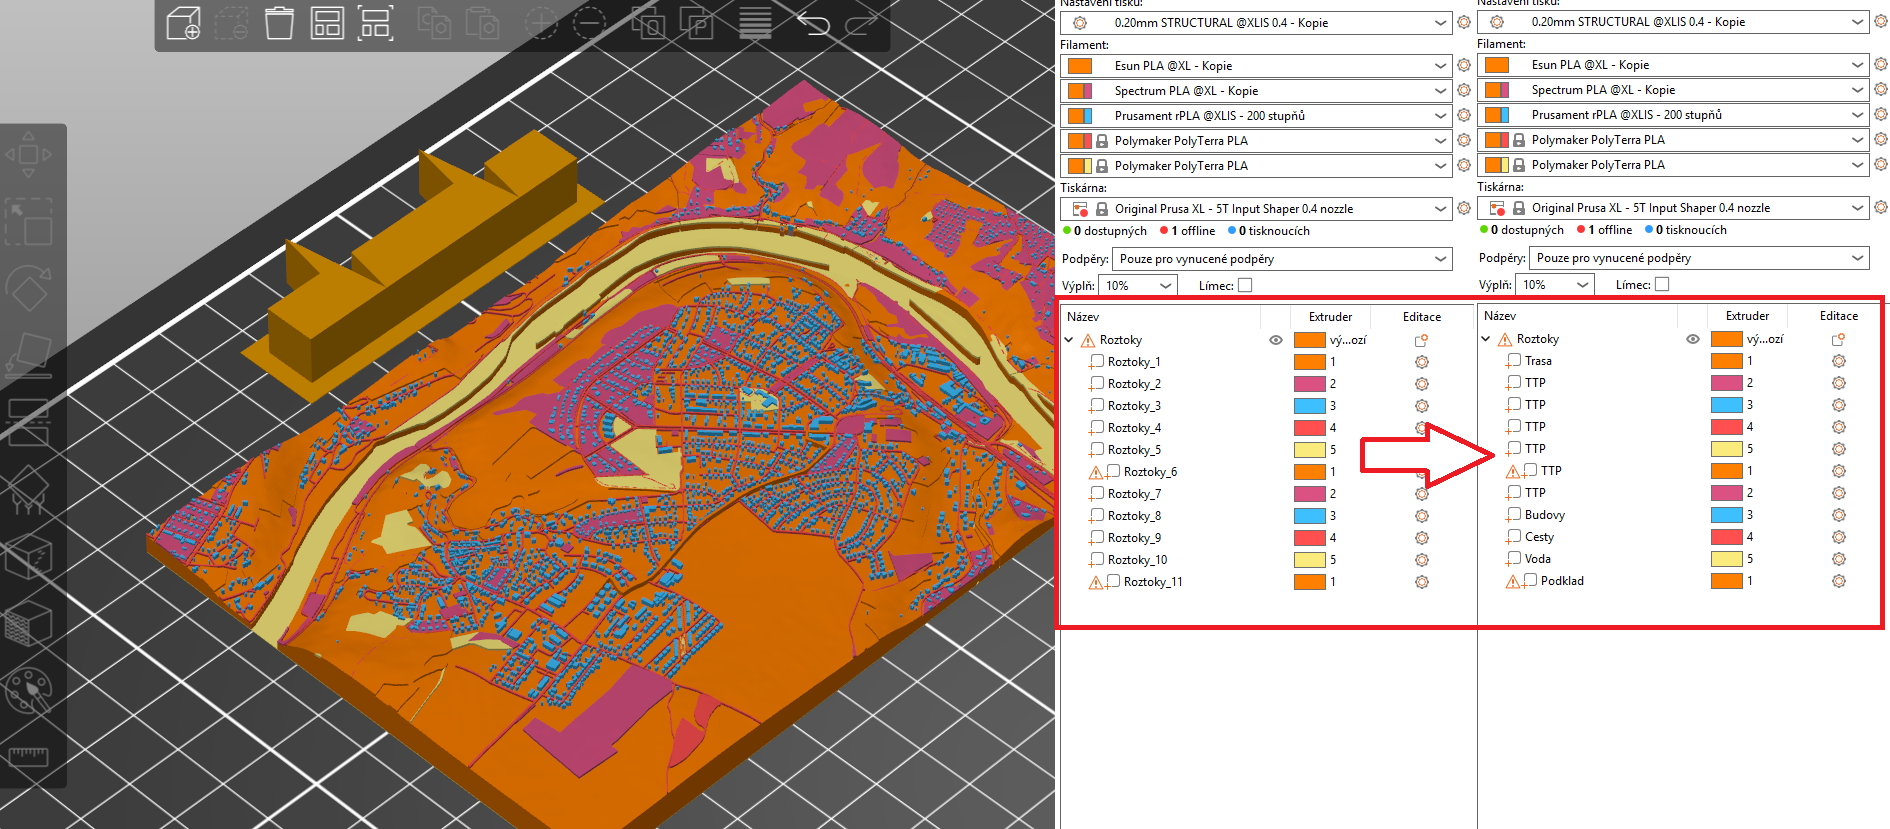 Nastavení tisku:
0.20mm STRUCTURAL @XLIS 0.4 - Kopie
Filament:
Esun PLA @XL - Kopie
Spectrum PLA @XL - Kopie
Prusament rPLA @XLIS - 200 stupňů
Polymaker PolyTerra PLA
Polymaker PolyTerra PLA
Tiskárna:
Original Prusa XL - 5T Input Shaper 0.4 nozzle
0 dostupných 1 offline 0 tisknoucích
Podpěry: Pouze pro vynucené podpěry
Výplň: 10% Límec:
Název Extruder Editace
Roztoky vý...ozí
Roztoky_1 1
Roztoky_2 2
Roztoky_3 3
Roztoky_4 4
Roztoky_5 5
Roztoky_6 1
Roztoky_7 2
Roztoky_8 3
Roztoky_9 4
Roztoky_10 5
Roztoky_11 1
Nastavení tisku:
0.20mm STRUCTURAL @XLIS 0.4 - Kopie
Filament:
Esun PLA @XL - Kopie
Spectrum PLA @XL - Kopie
Prusament rPLA @XLIS - 200 stupňů
Polymaker PolyTerra PLA
Polymaker PolyTerra PLA
Tiskárna:
Original Prusa XL - 5T Input Shaper 0.4 nozzle
0 dostupných 1 offline 0 tisknoucích
Podpěry: Pouze pro vynucené podpěry
Výplň: 10% Límec:
Název Extruder Editace
Roztoky vý...ozí
Trasa 1
TTP 2
TTP 3
TTP 4
TTP 5
TTP 1
TTP 2
Budovy 3
Cesty 4
Voda 5
Podklad 1